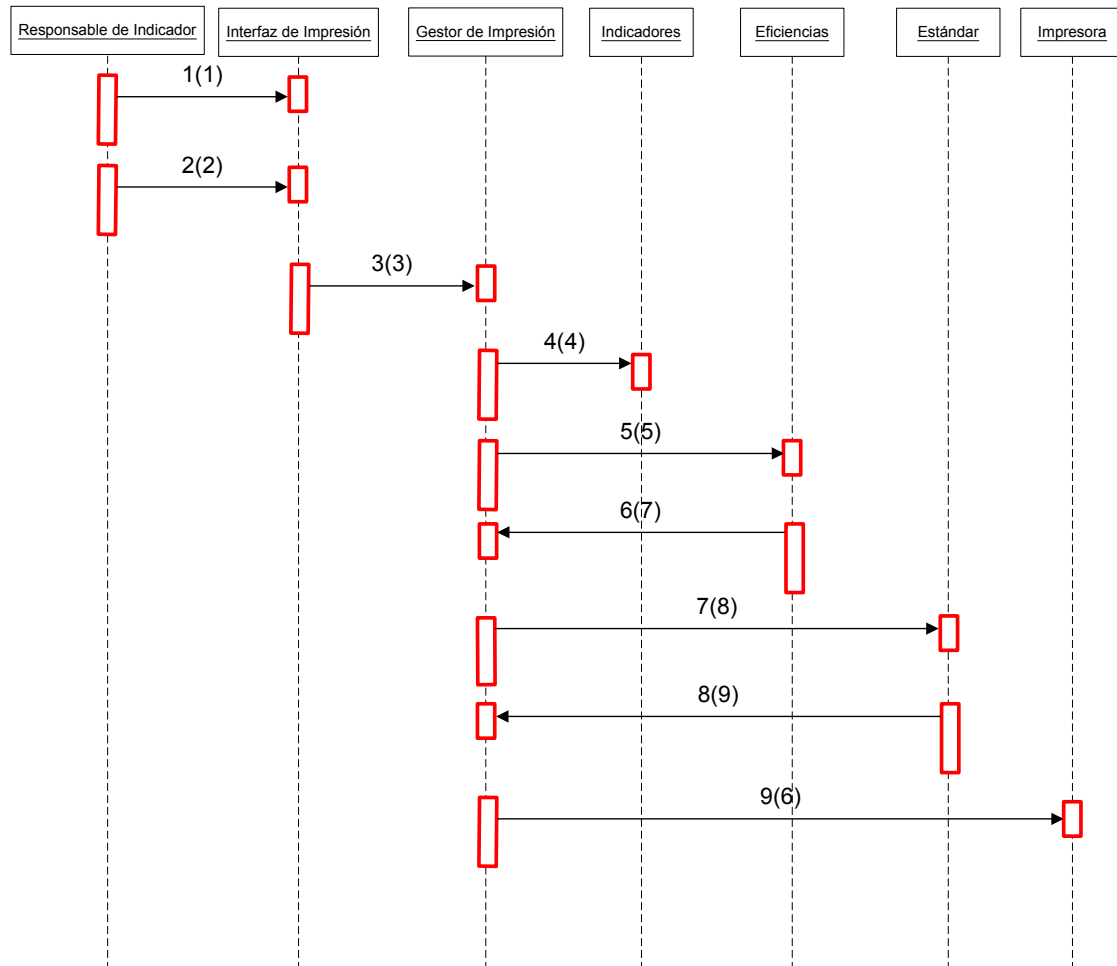 Responsable de Indicador
Interfaz de Impresión
Gestor de Impresión
Indicadores
Eficiencias
Estándar
Impresora
1(1)
2(2)
3(3)
4(4)
5(5)
6(7)
7(8)
8(9)
9(6)